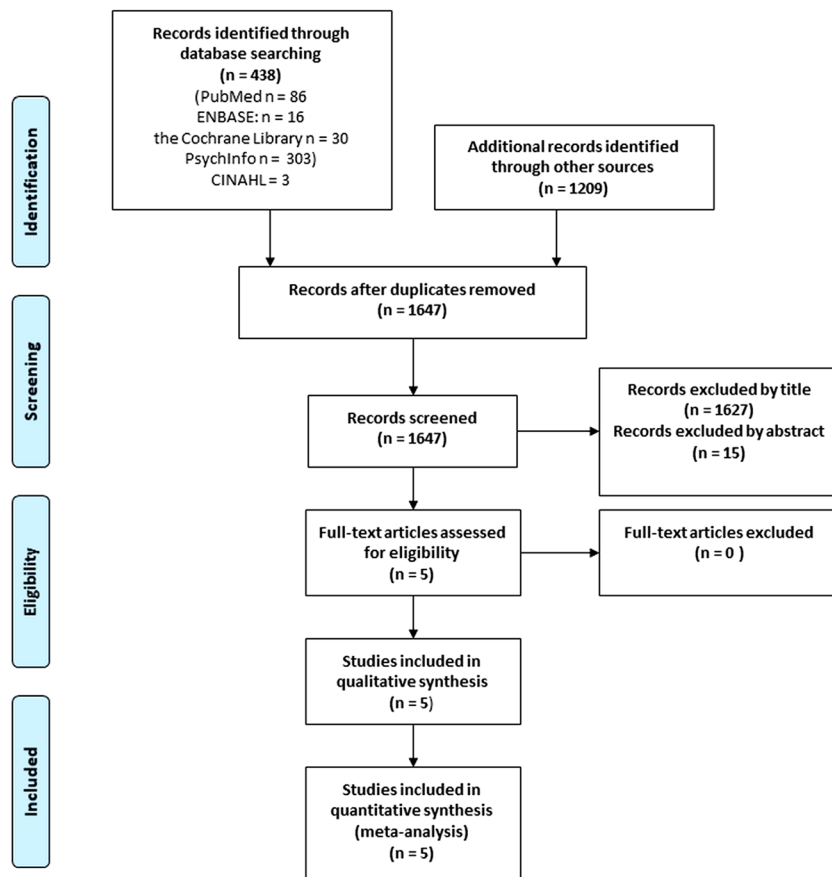 Records identified through
database searching
(n = 438)
(PubMed n = 86
ENBASE: n = 16
the Cochrane Library n = 30
PsychInfo n = 303)
CINAHL = 3
Additional records identified
through other sources
(n = 1209)
Identification
Records after duplicates removed
(n = 1647)
Screening
Records screened
(n = 1647)
Records excluded by title
(n = 1627)
Records excluded by abstract
(n = 15)
Eligibility
Full-text articles assessed
for eligibility
(n = 5)
Full-text articles excluded
(n = 0 )
Studies included in
qualitative synthesis
(n = 5)
Included
Studies included in
quantitative synthesis
(meta-analysis)
(n = 5)